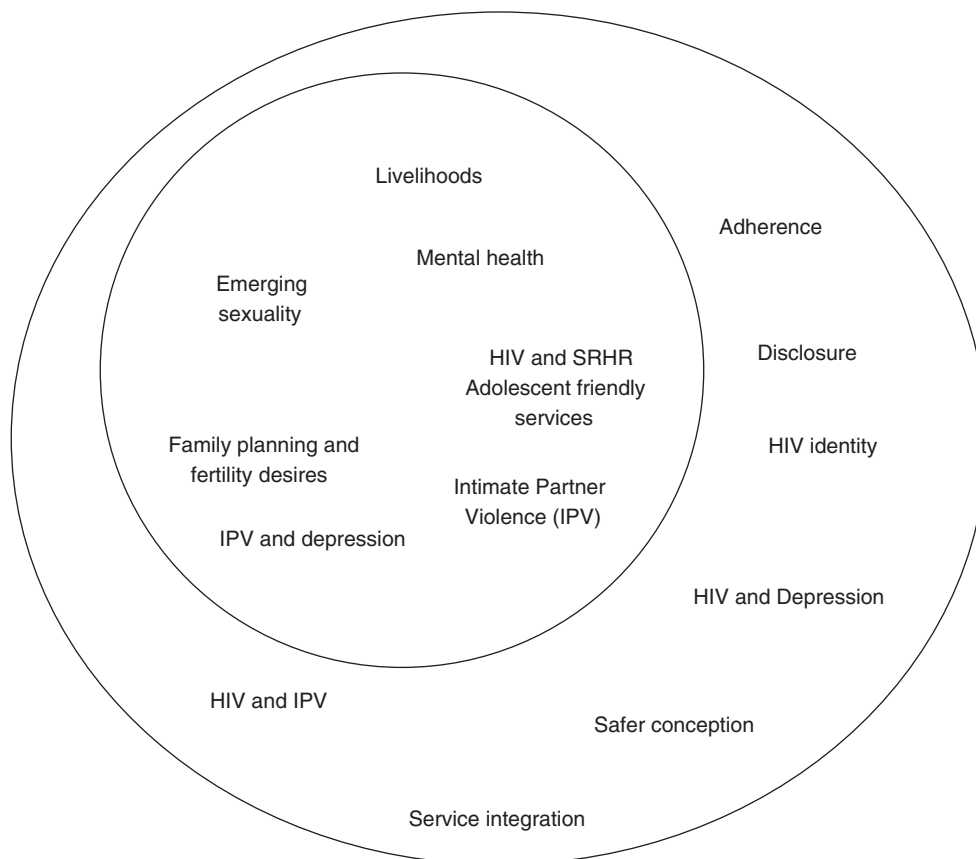 Livelihoods
Adherence
Mental health
Emerging
sexuality
HIV and SRHR
Adolescent friendly
services
Disclosure
Family planning and
fertility desires
HIV identity
Intimate Partner
Violence (IPV)
IPV and depression
HIV and Depression
HIV and IPV
Safer conception
Service integration